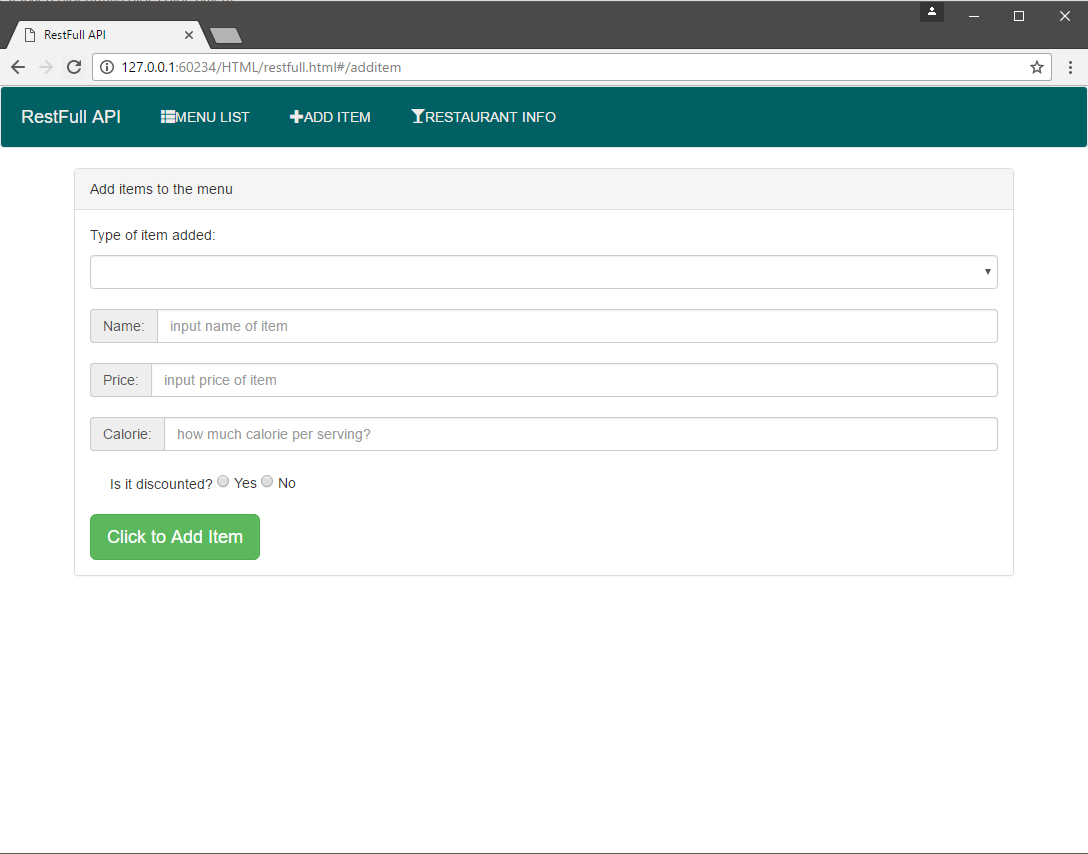 RestFull API
127.0.0.1:60234/HTML/restfull.html#/additem
RestFull API MENU LIST ADD ITEM RESTAURANT INFO
Add items to the menu
Type of item added:
Name: input name of item
Price: input price of item
Calorie: how much calorie per serving?
Is it discounted? Yes No
Click to Add Item